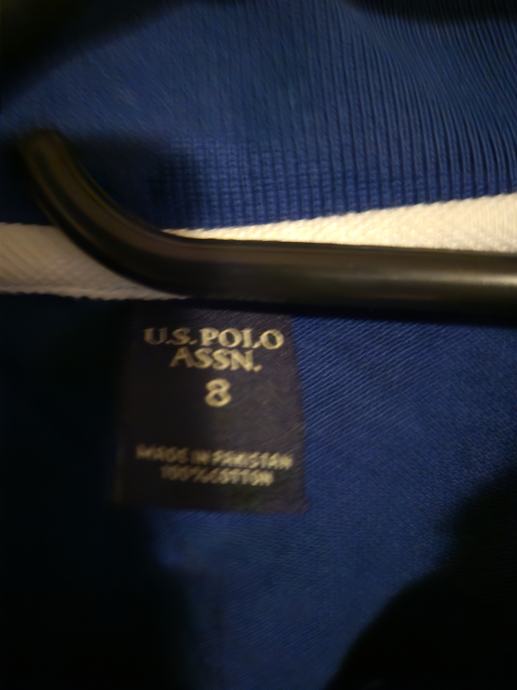 U.S. POLO
ASSN.
8
MADE IN PAKISTAN
100% COTTON